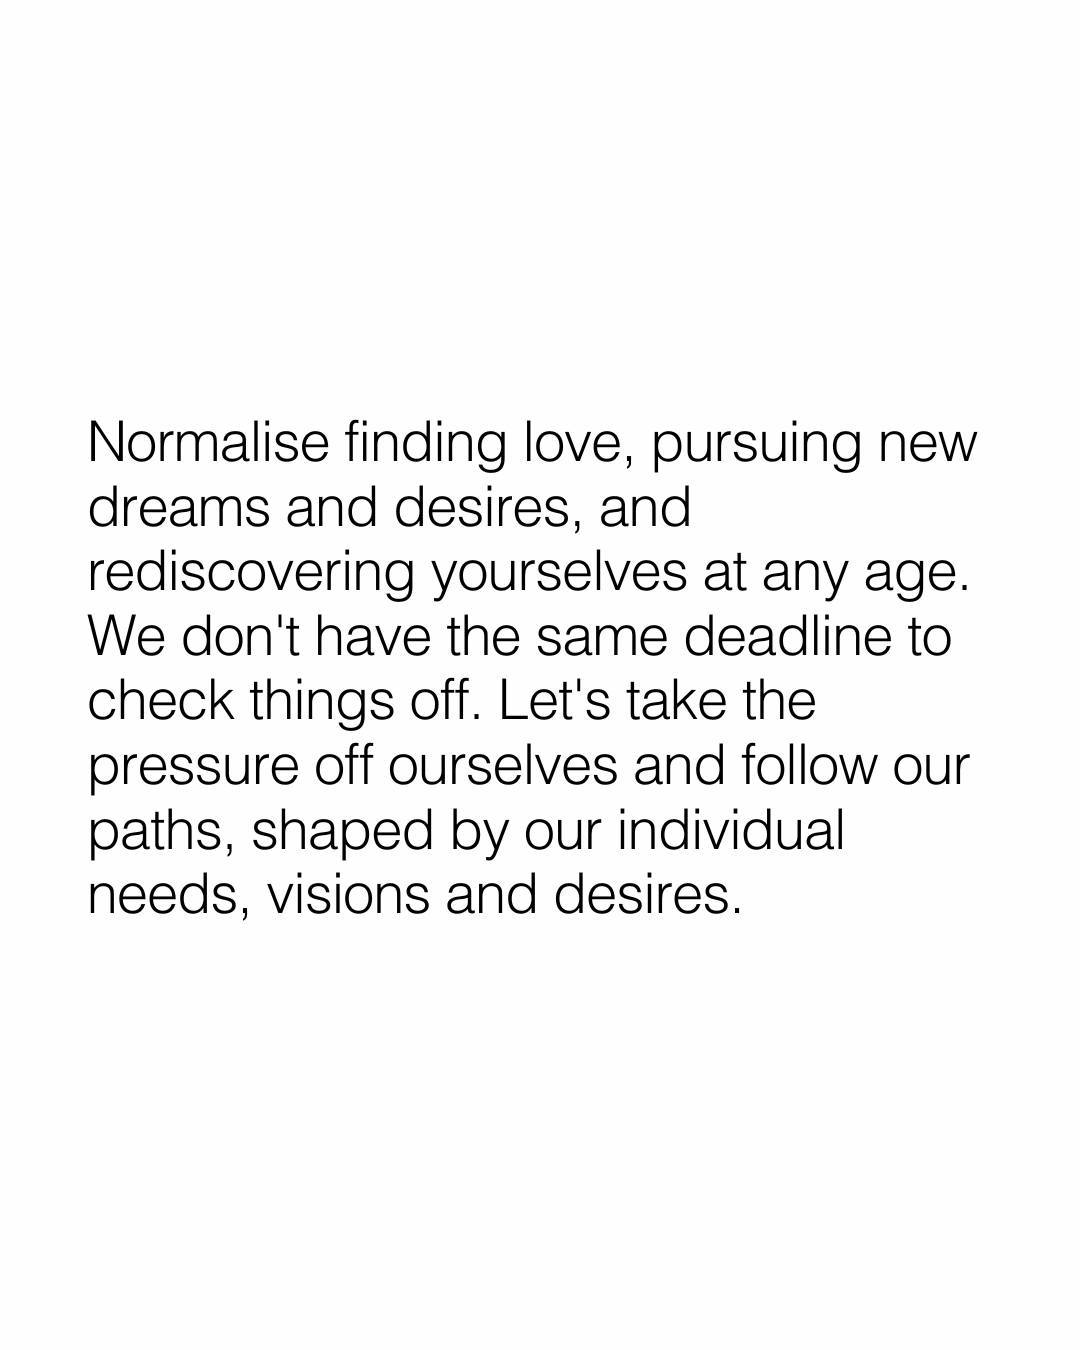 Normalise finding love, pursuing new
dreams and desires, and
rediscovering yourselves at any age.
We don't have the same deadline to
check things off. Let's take the
pressure off ourselves and follow our
paths, shaped by our individual
needs, visions and desires.